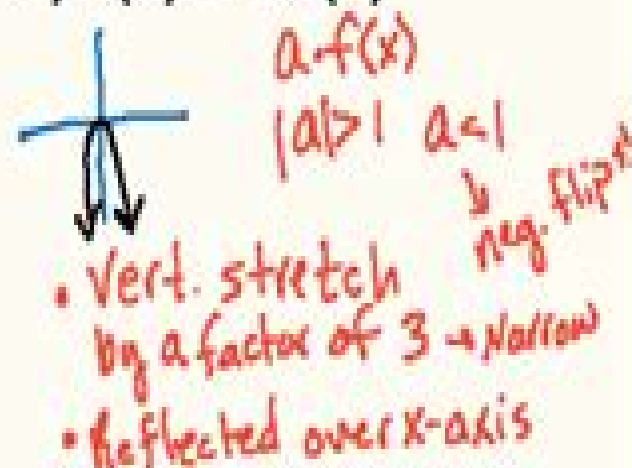 a·f(x)
|a|>1 a<1
neg. flip
• Vert. stretch
by a factor of 3 → Narrow
• Reflected over x-axis